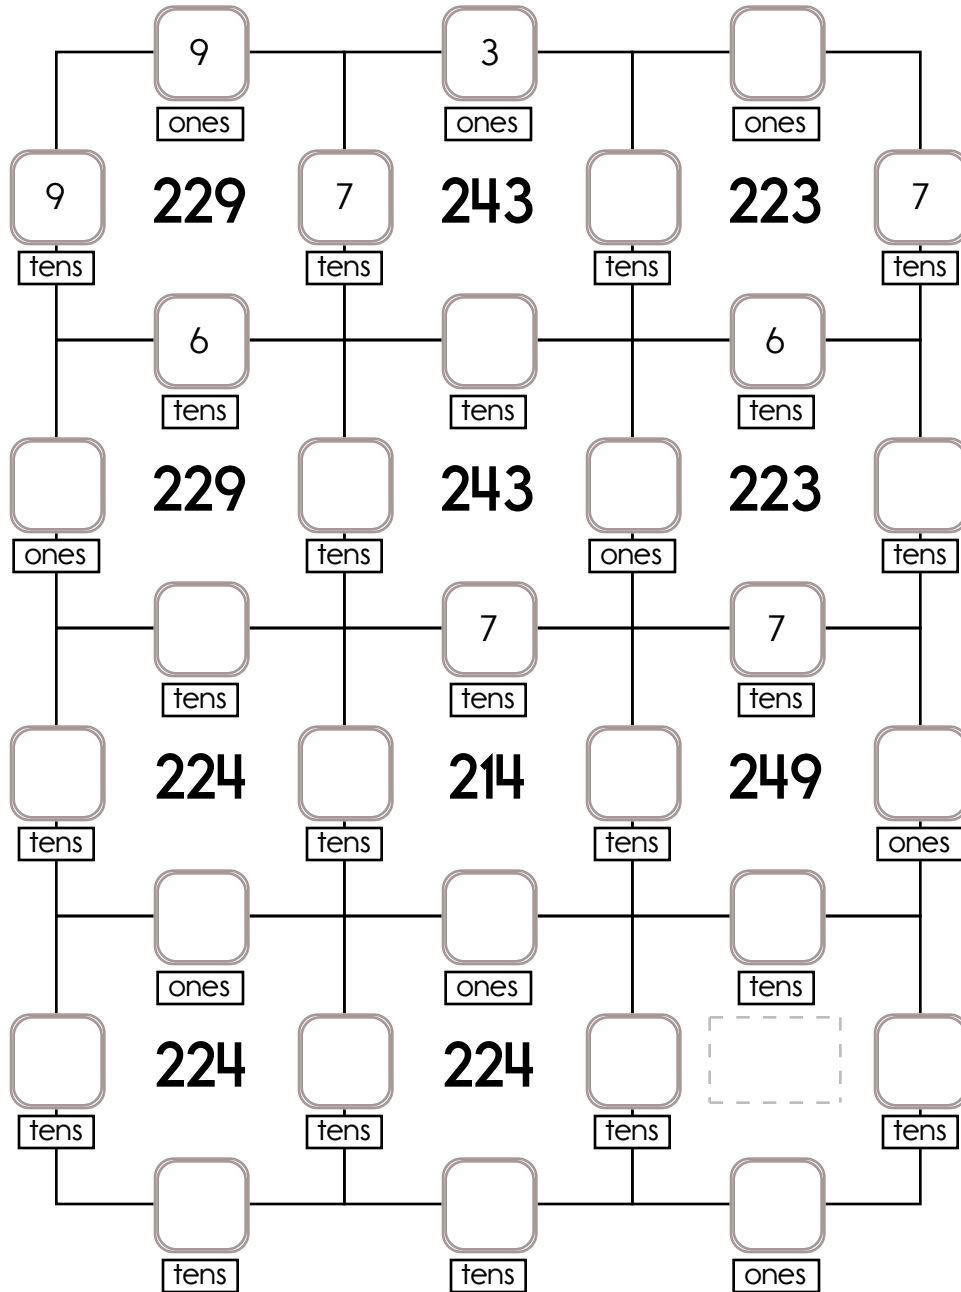 9 3
ones ones ones
9 229 7 243 223 7
tens tens tens tens
6 6
tens tens tens
229 243 223
ones tens ones tens
7 7
tens tens tens
224 214 249
tens tens tens ones
ones ones tens
224 224
tens tens tens tens
tens tens ones